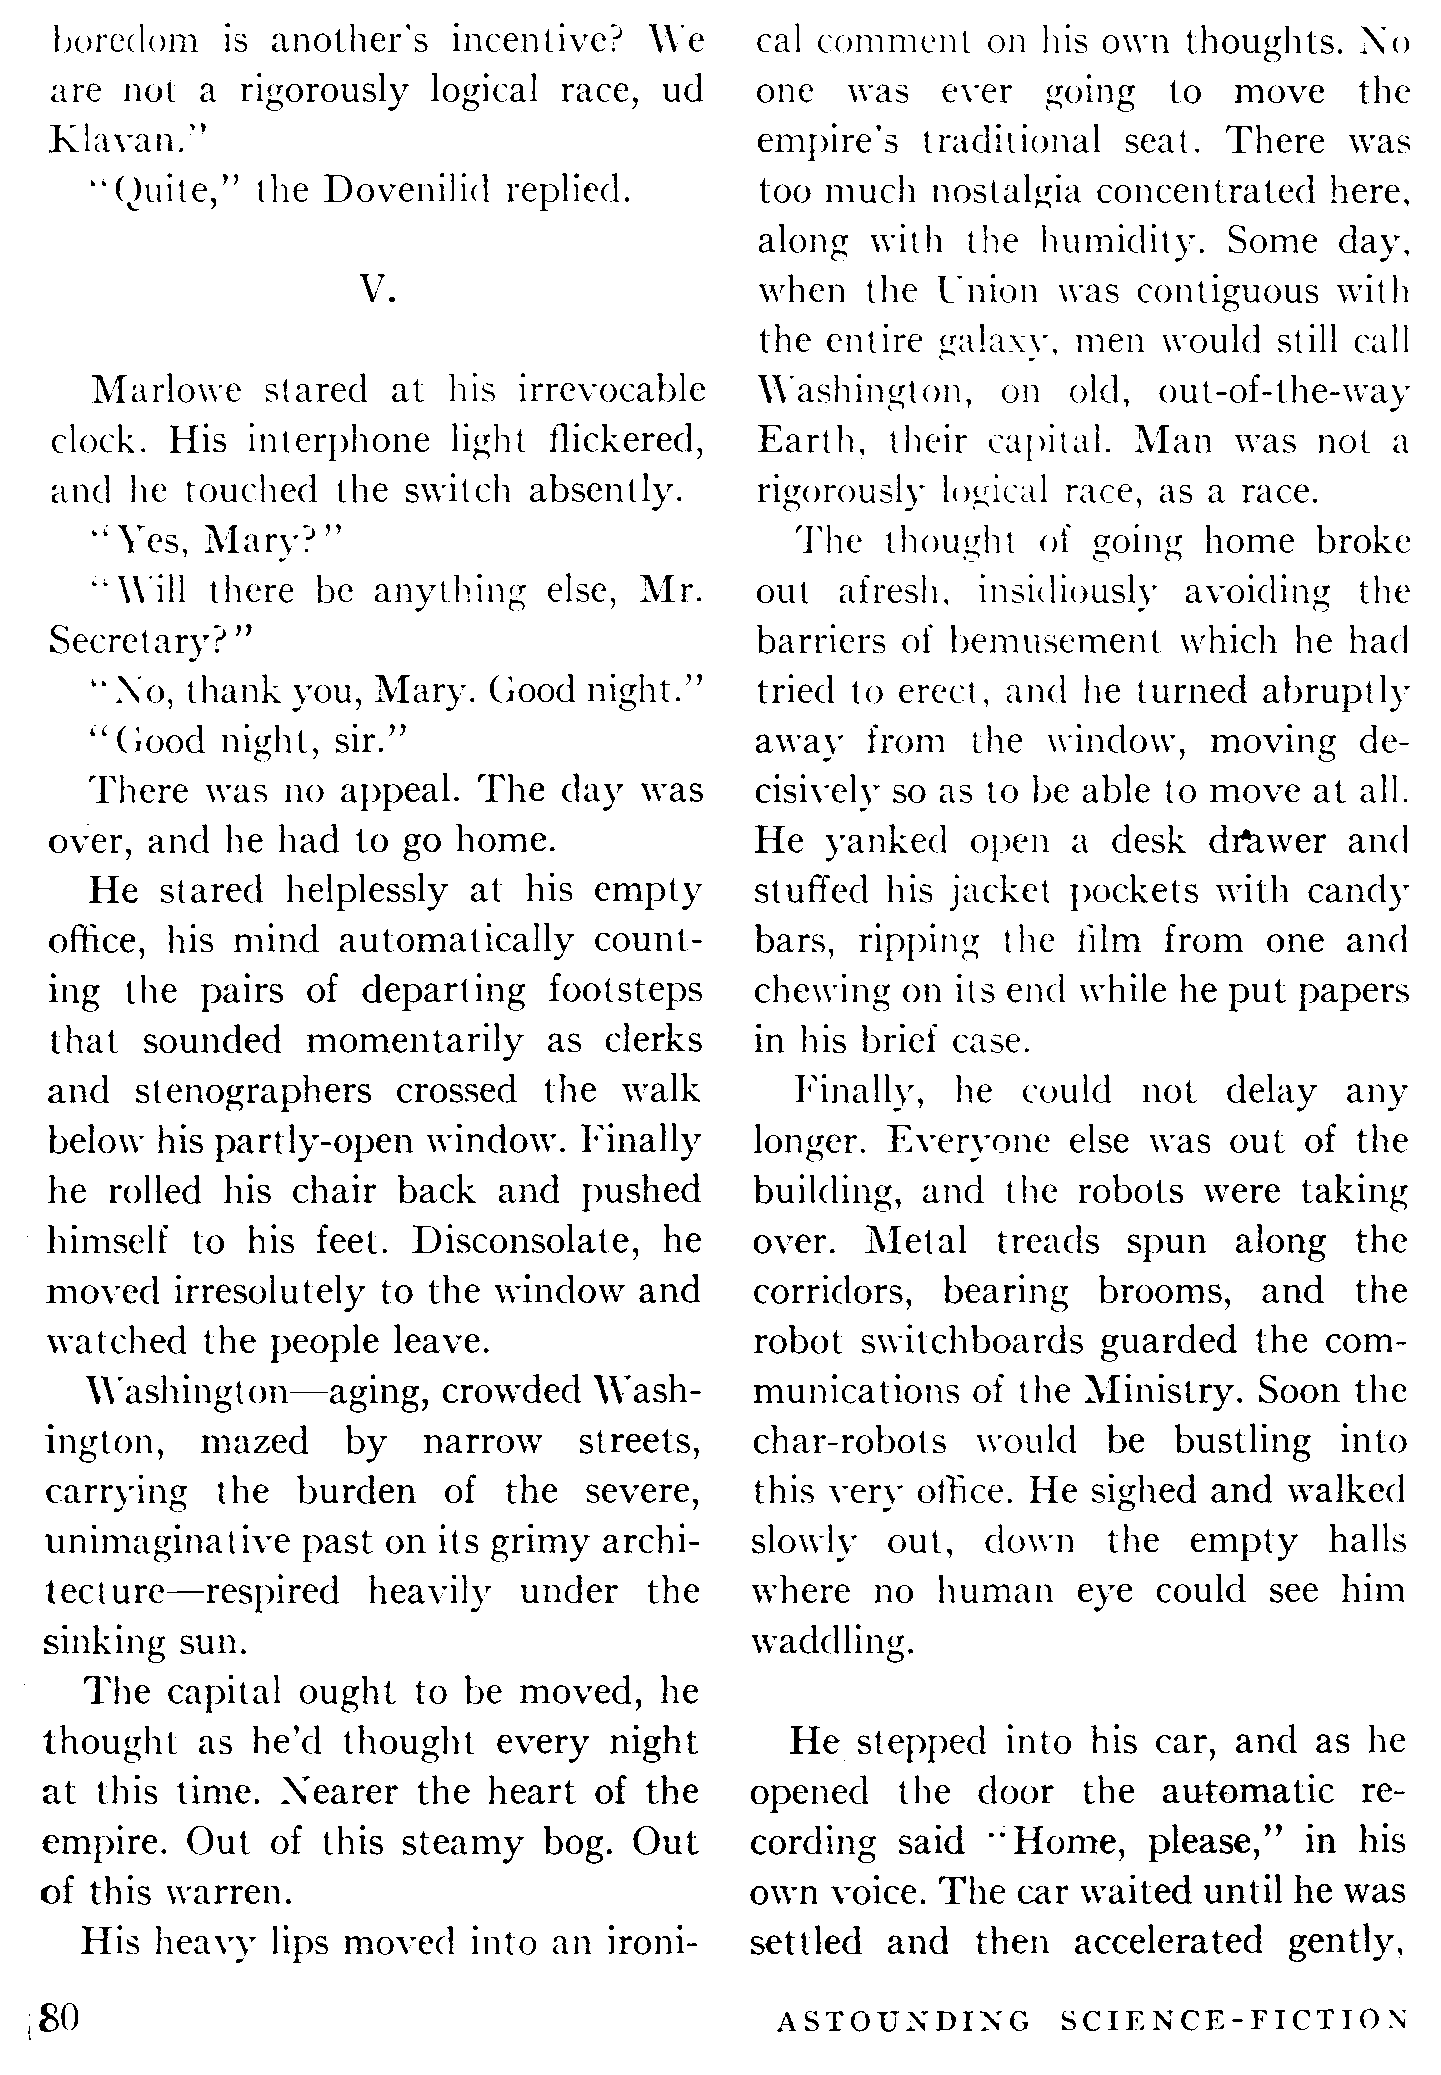 boredom is another's incentive? We
are not a rigorously logical race, ud
Klavan."
"Quite," the Dovenilid replied.
V.
Marlowe stared at his irrevocable
clock. His interphone light flickered,
and he touched the switch absently.
"Yes, Mary?"
"Will there be anything else, Mr.
Secretary?"
"No, thank you, Mary. Good night."
"Good night, sir."
There was no appeal. The day was
over, and he had to go home.
He stared helplessly at his empty
office, his mind automatically count-
ing the pairs of departing footsteps
that sounded momentarily as clerks
and stenographers crossed the walk
below his partly-open window. Finally
he rolled his chair back and pushed
himself to his feet. Disconsolate, he
moved irresolutely to the window and
watched the people leave.
Washington—aging, crowded Wash-
ington, mazed by narrow streets,
carrying the burden of the severe,
unimaginative past on its grimy archi-
tecture—respired heavily under the
sinking sun.
The capital ought to be moved, he
thought as he'd thought every night
at this time. Nearer the heart of the
empire. Out of this steamy bog. Out
of this warren.
His heavy lips moved into an ironi-
cal comment on his own thoughts. No
one was ever going to move the
empire's traditional seat. There was
too much nostalgia concentrated here,
along with the humidity. Some day,
when the Union was contiguous with
the entire galaxy, men would still call
Washington, on old, out-of-the-way
Earth, their capital. Man was not a
rigorously logical race, as a race.
The thought of going home broke
out afresh, insidiously avoiding the
barriers of bemusement which he had
tried to erect, and he turned abruptly
away from the window, moving de-
cisively so as to be able to move at all.
He yanked open a desk drawer and
stuffed his jacket pockets with candy
bars, ripping the film from one and
chewing on its end while he put papers
in his brief case.
Finally, he could not delay any
longer. Everyone else was out of the
building, and the robots were taking
over. Metal treads spun along the
corridors, bearing brooms, and the
robot switchboards guarded the com-
munications of the Ministry. Soon the
char-robots would be bustling into
this very office. He sighed and walked
slowly out, down the empty halls
where no human eye could see him
waddling.
He stepped into his car, and as he
opened the door the automatic re-
cording said "Home, please," in his
own voice. The car waited until he was
settled and then accelerated gently,
80
ASTOUNDING SCIENCE-FICTION